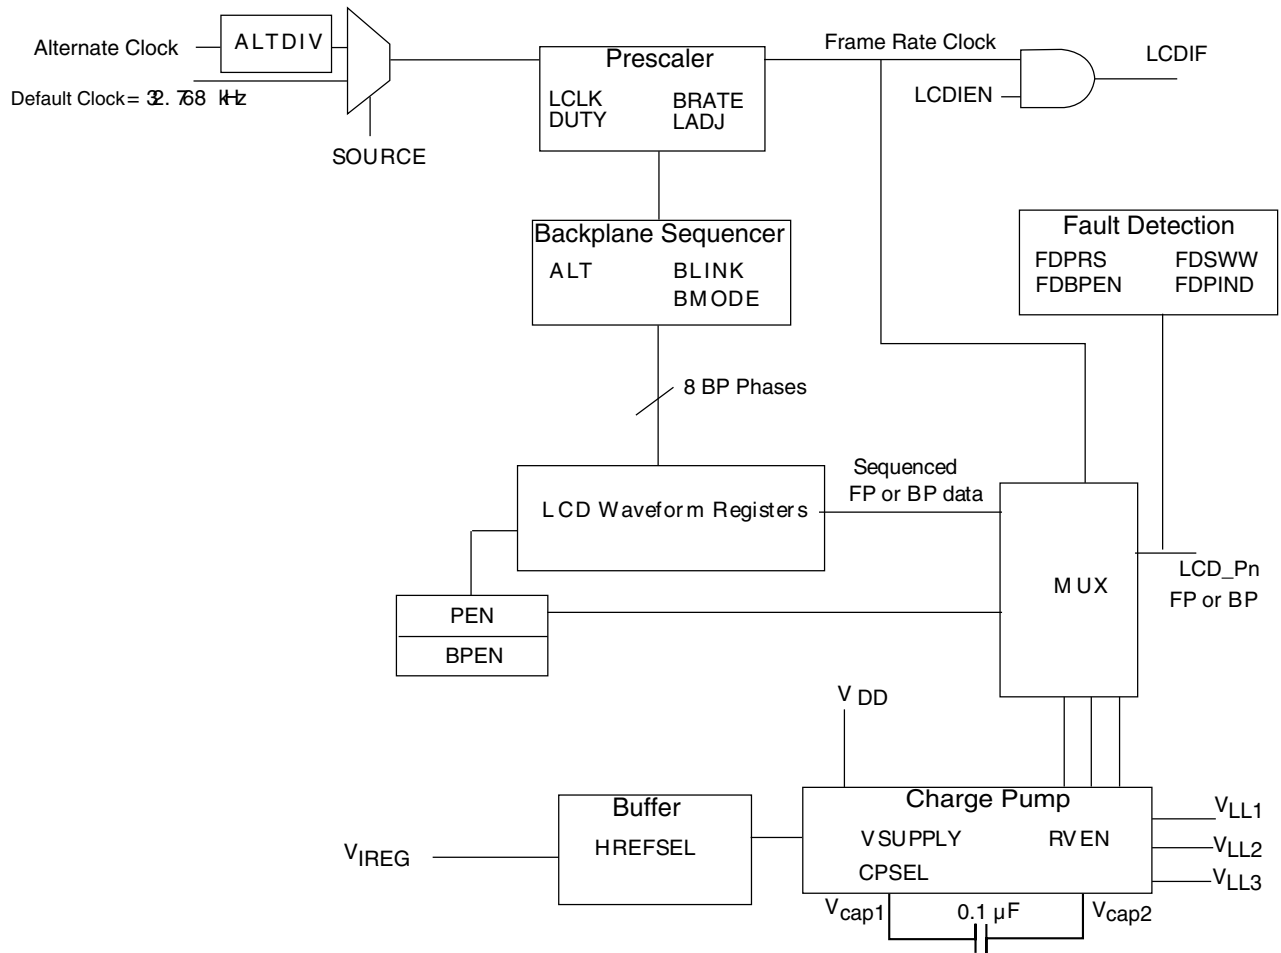 Alternate Clock
ALTDIV
Default Clock = 32.768 kHz
SOURCE
Prescaler
LCLK BRATE
DUTY LADJ
Frame Rate Clock
LCDIEN
LCDIF
Backplane Sequencer
ALT BLINK
BMODE
Fault Detection
FDPRS FDSWW
FDBPEN FDPIND
8 BP Phases
LCD Waveform Registers
Sequenced
FP or BP data
MUX
LCD_Pn
FP or BP
PEN
BPEN
V DD
Buffer
HREFSEL
VIREG
Charge Pump
VSUPPLY RVEN
CPSEL
VLL1
VLL2
VLL3
Vcap1 0.1 µF Vcap2